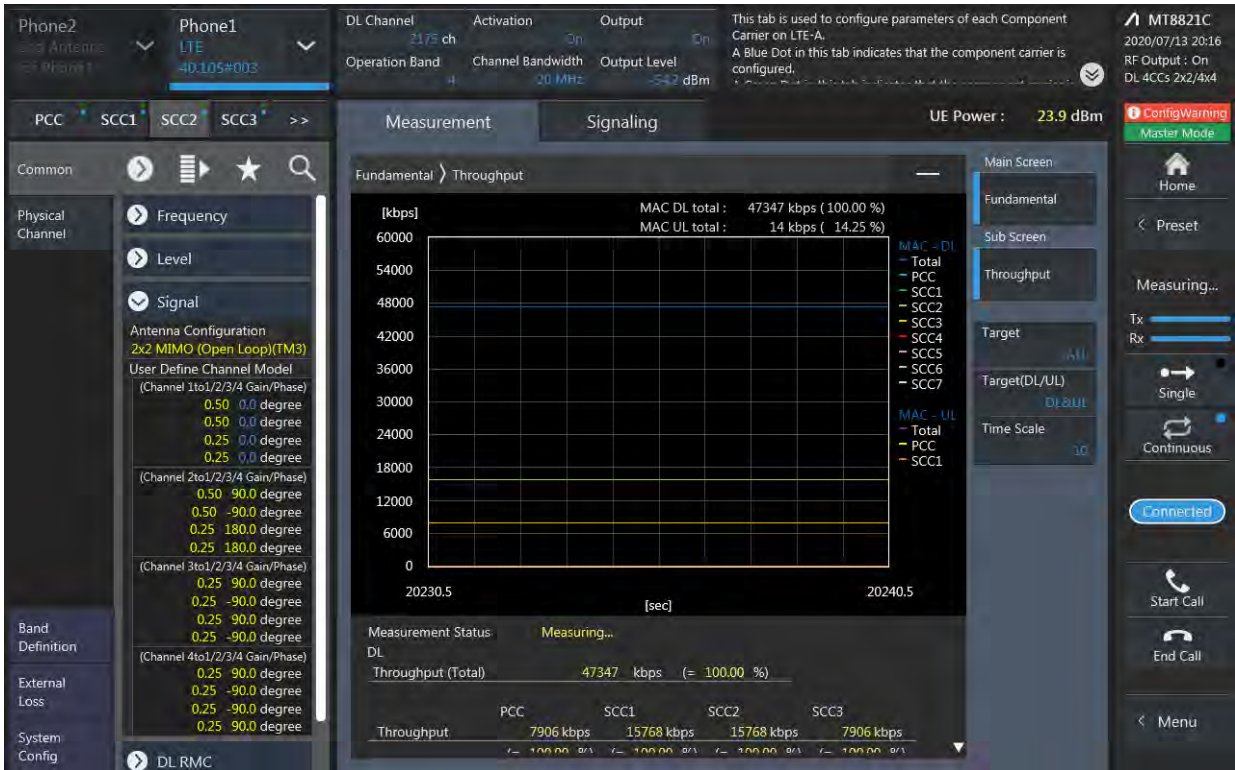 Phone2
Phone1
LTE
40.105#003
DL Channel
2175 ch
Activation
On
Output
On
Operation Band
4
Channel Bandwidth
20 MHz
Output Level
-54.2 dBm
This tab is used to configure parameters of each Component
Carrier on LTE-A.
A Blue Dot in this tab indicates that the component carrier is
configured.
MT8821C
2020/07/13 20:16
RF Output : On
DL 4CCs 2x2/4x4
PCC SCC1 SCC2 SCC3 >>
Measurement
Signaling
UE Power : 23.9 dBm
ConfigWarning
Master Mode
Common
Physical
Channel
Frequency
Level
Signal
Antenna Configuration
2x2 MIMO (Open Loop)(TM3)
User Define Channel Model
(Channel 1to1/2/3/4 Gain/Phase)
0.50 0.0 degree
0.50 0.0 degree
0.25 0.0 degree
0.25 0.0 degree
(Channel 2to1/2/3/4 Gain/Phase)
0.50 90.0 degree
0.50 -90.0 degree
0.25 180.0 degree
0.25 180.0 degree
(Channel 3to1/2/3/4 Gain/Phase)
0.25 90.0 degree
0.25 -90.0 degree
0.25 90.0 degree
0.25 -90.0 degree
(Channel 4to1/2/3/4 Gain/Phase)
0.25 90.0 degree
0.25 -90.0 degree
0.25 -90.0 degree
0.25 90.0 degree
DL RMC
Band
Definition
External
Loss
System
Config
Fundamental 〉 Throughput
[kbps]
MAC DL total : 47347 kbps ( 100.00 %)
MAC UL total : 14 kbps ( 14.25 %)
60000
54000
48000
42000
36000
30000
24000
18000
12000
6000
0
20230.5
20240.5
[sec]
MAC - DL
Total
PCC
SCC1
SCC2
SCC3
SCC4
SCC5
SCC6
SCC7
MAC - UL
Total
PCC
SCC1
Measurement Status Measuring...
DL
Throughput (Total) 47347 kbps (= 100.00 %)
PCC SCC1 SCC2 SCC3
Throughput 7906 kbps 15768 kbps 15768 kbps 7906 kbps
(= 100.00 %) (= 100.00 %) (= 100.00 %) (= 100.00 %)
Main Screen
Fundamental
Sub Screen
Throughput
Target
ALL
Target(DL/UL)
DL&UL
Time Scale
10
Home
< Preset
Measuring...
Tx
Rx
Single
Continuous
Connected
Start Call
End Call
< Menu